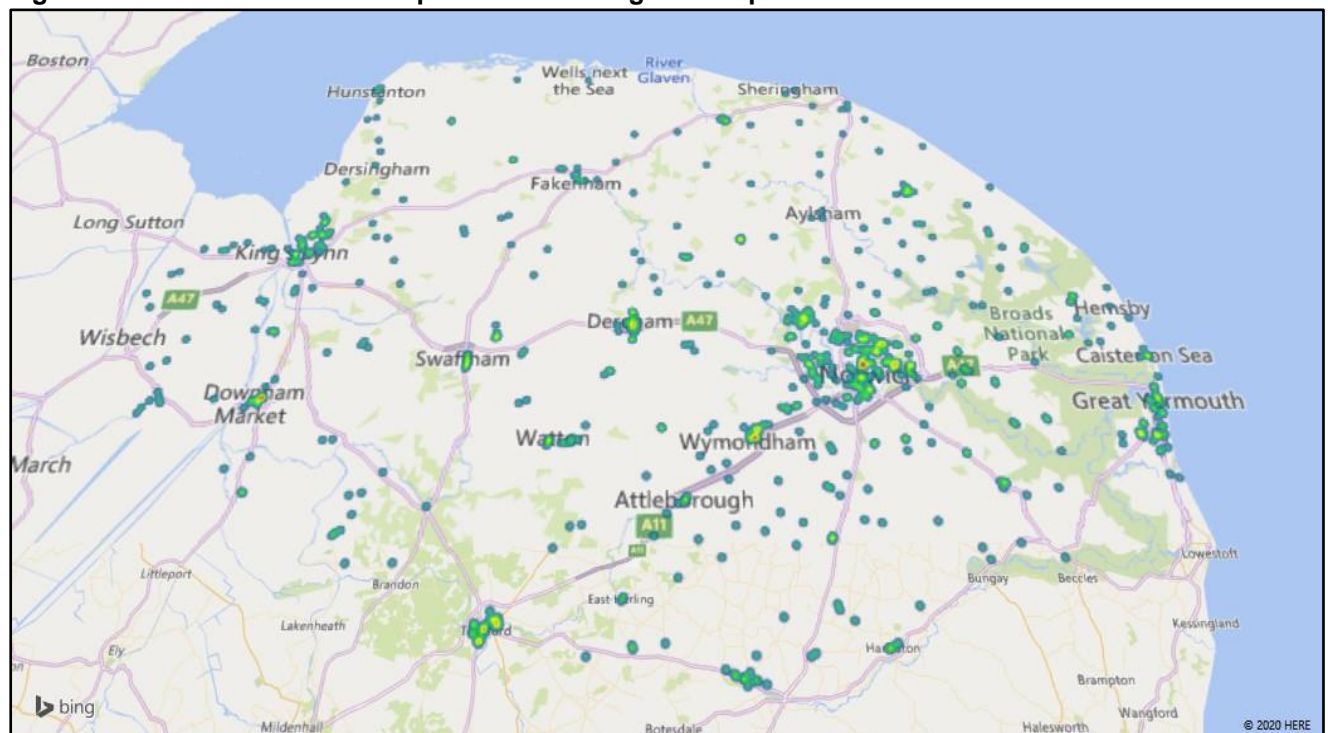 Boston
River
Glaven
Wells next
the Sea
Hunstanton
Sheringham
Dersingham
Fakenham
Long Sutton
Aylsham
King's Lynn
A47
Hemsby
Broads
National
Park
Dereham
A47
Wisbech
Swaffham
Caister on Sea
A47
Norwich
Downham
Market
Great Yarmouth
Watton
Wymondham
March
Attleborough
A11
A11
Lowestoft
Littleport
Brandon
Bungay
Beccles
East Harling
Lakenheath
Thetford
Kessingland
Harleston
Ely
Brampton
bing
Wangford
Mildenhall
Botesdale
Halesworth
© 2020 HERE